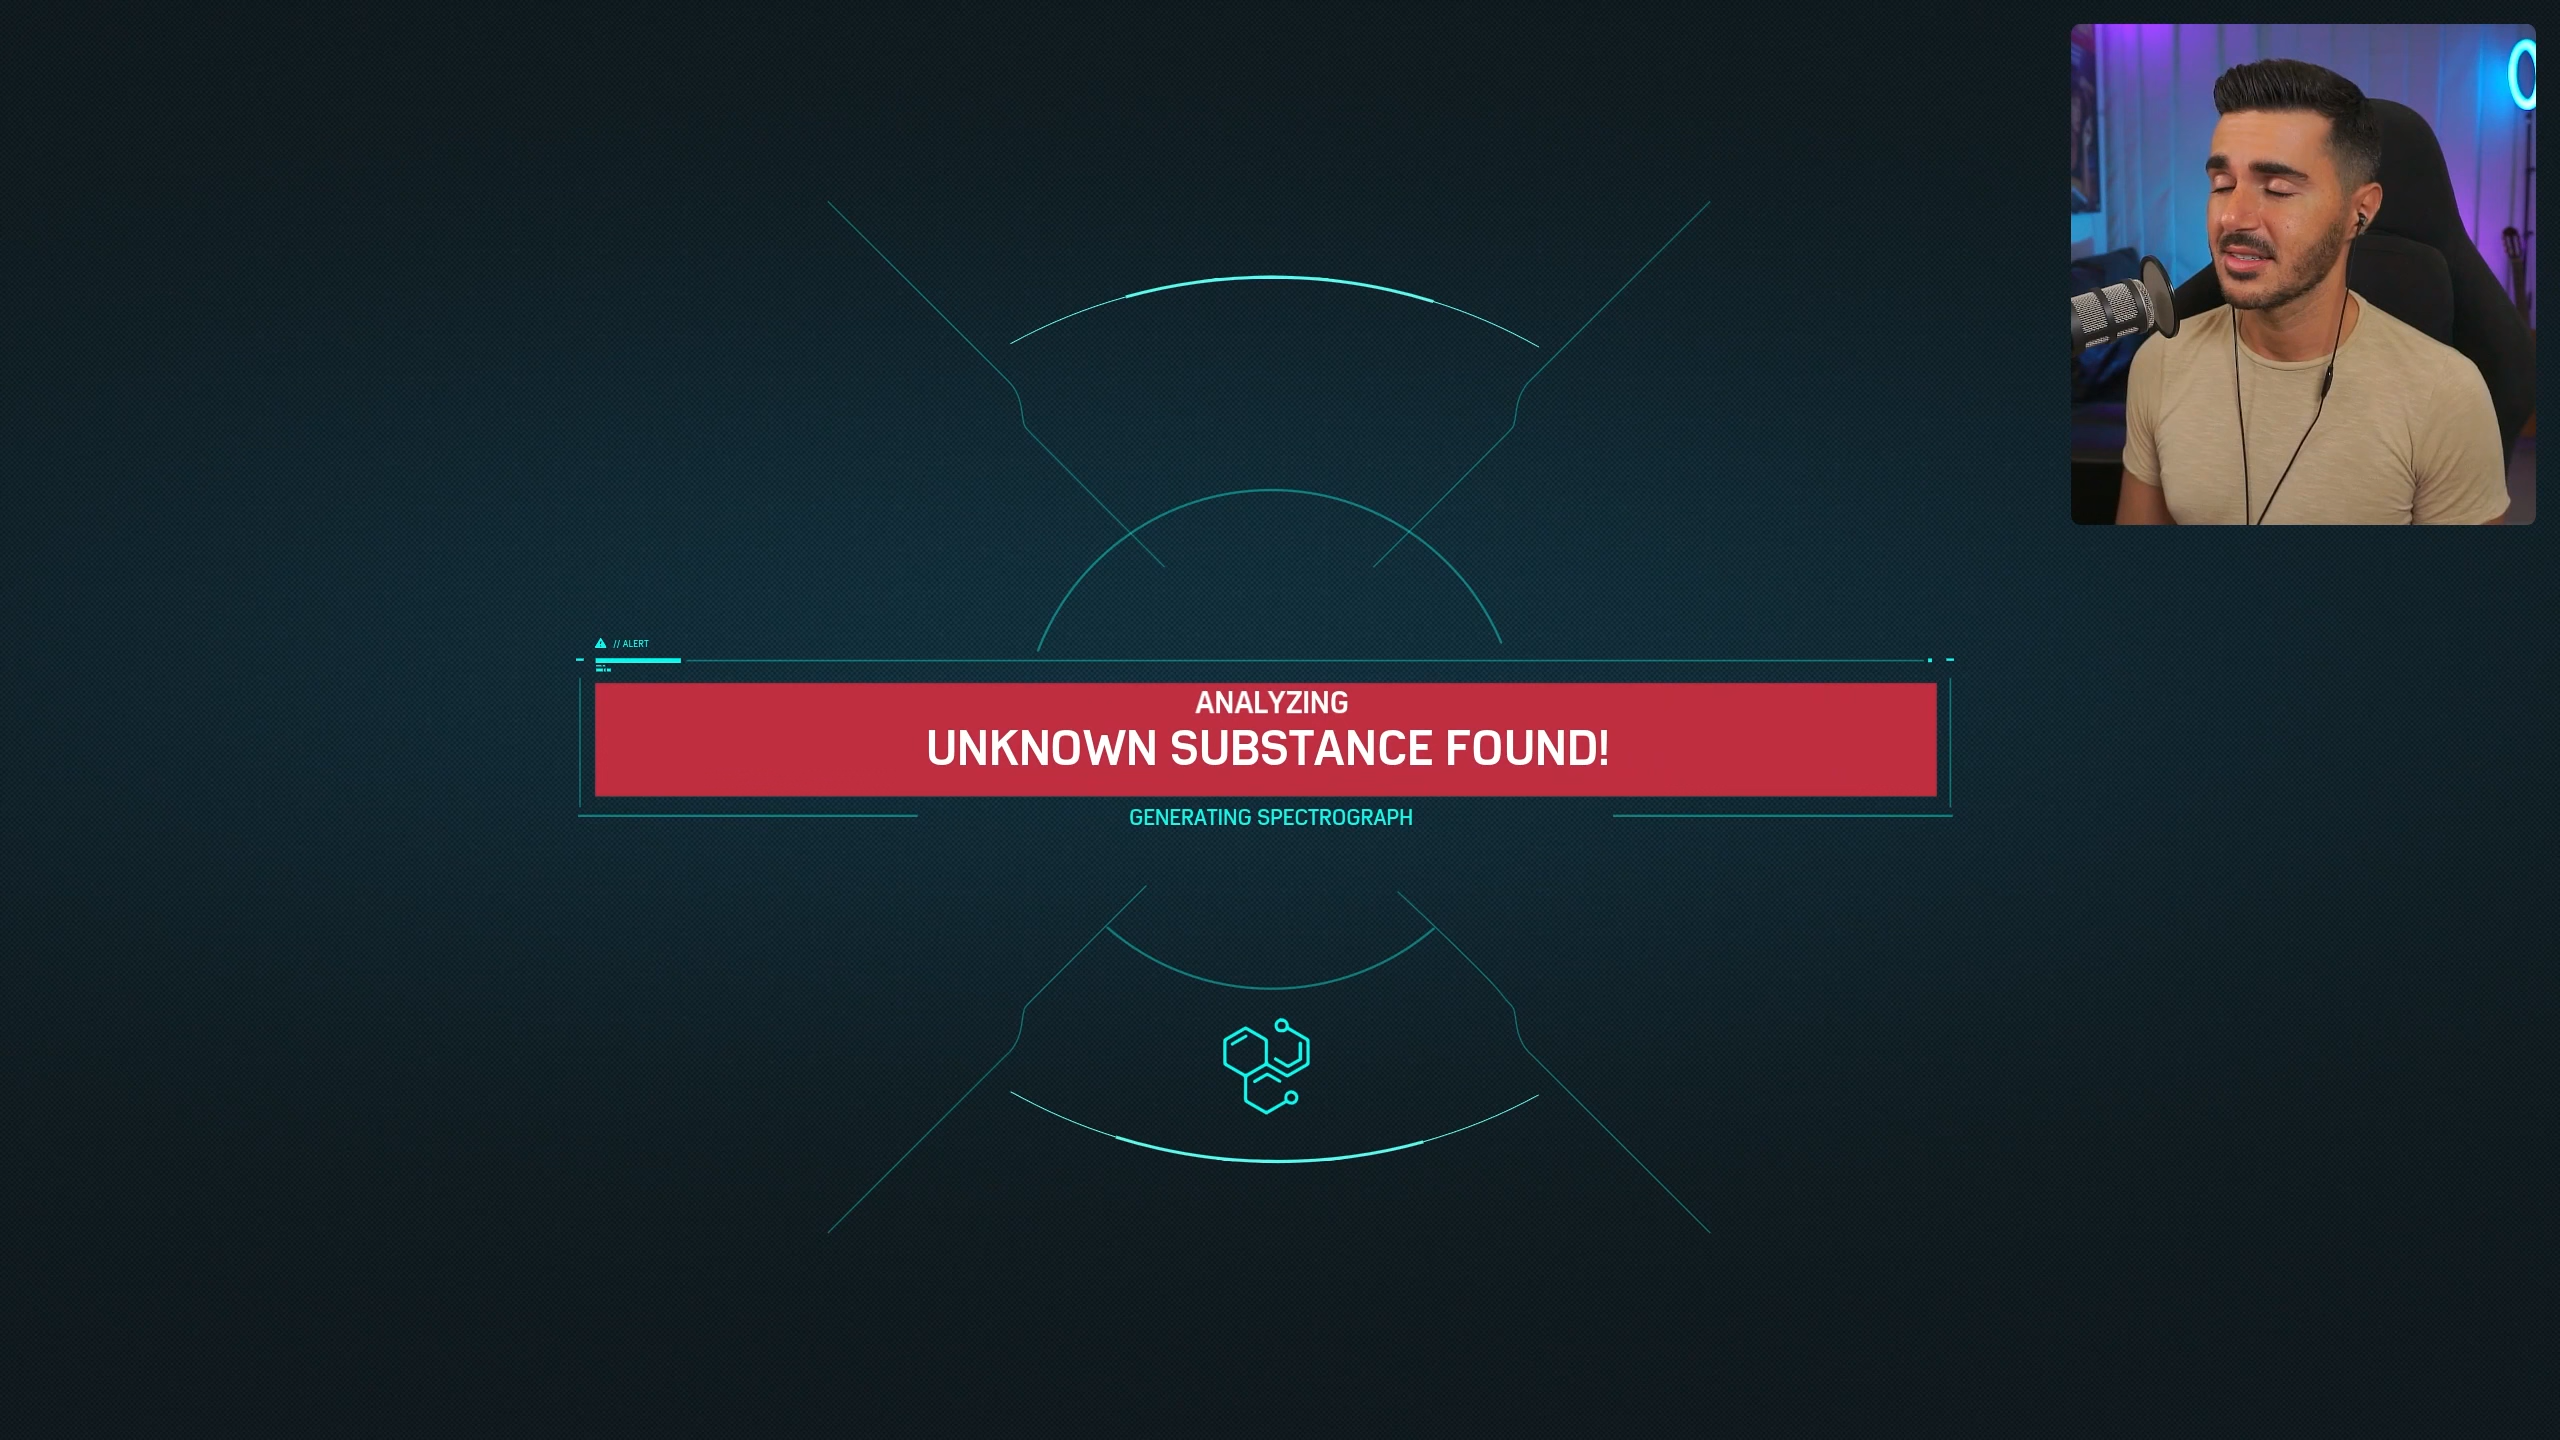 // ALERT
ANALYZING
UNKNOWN SUBSTANCE FOUND!
GENERATING SPECTROGRAPH